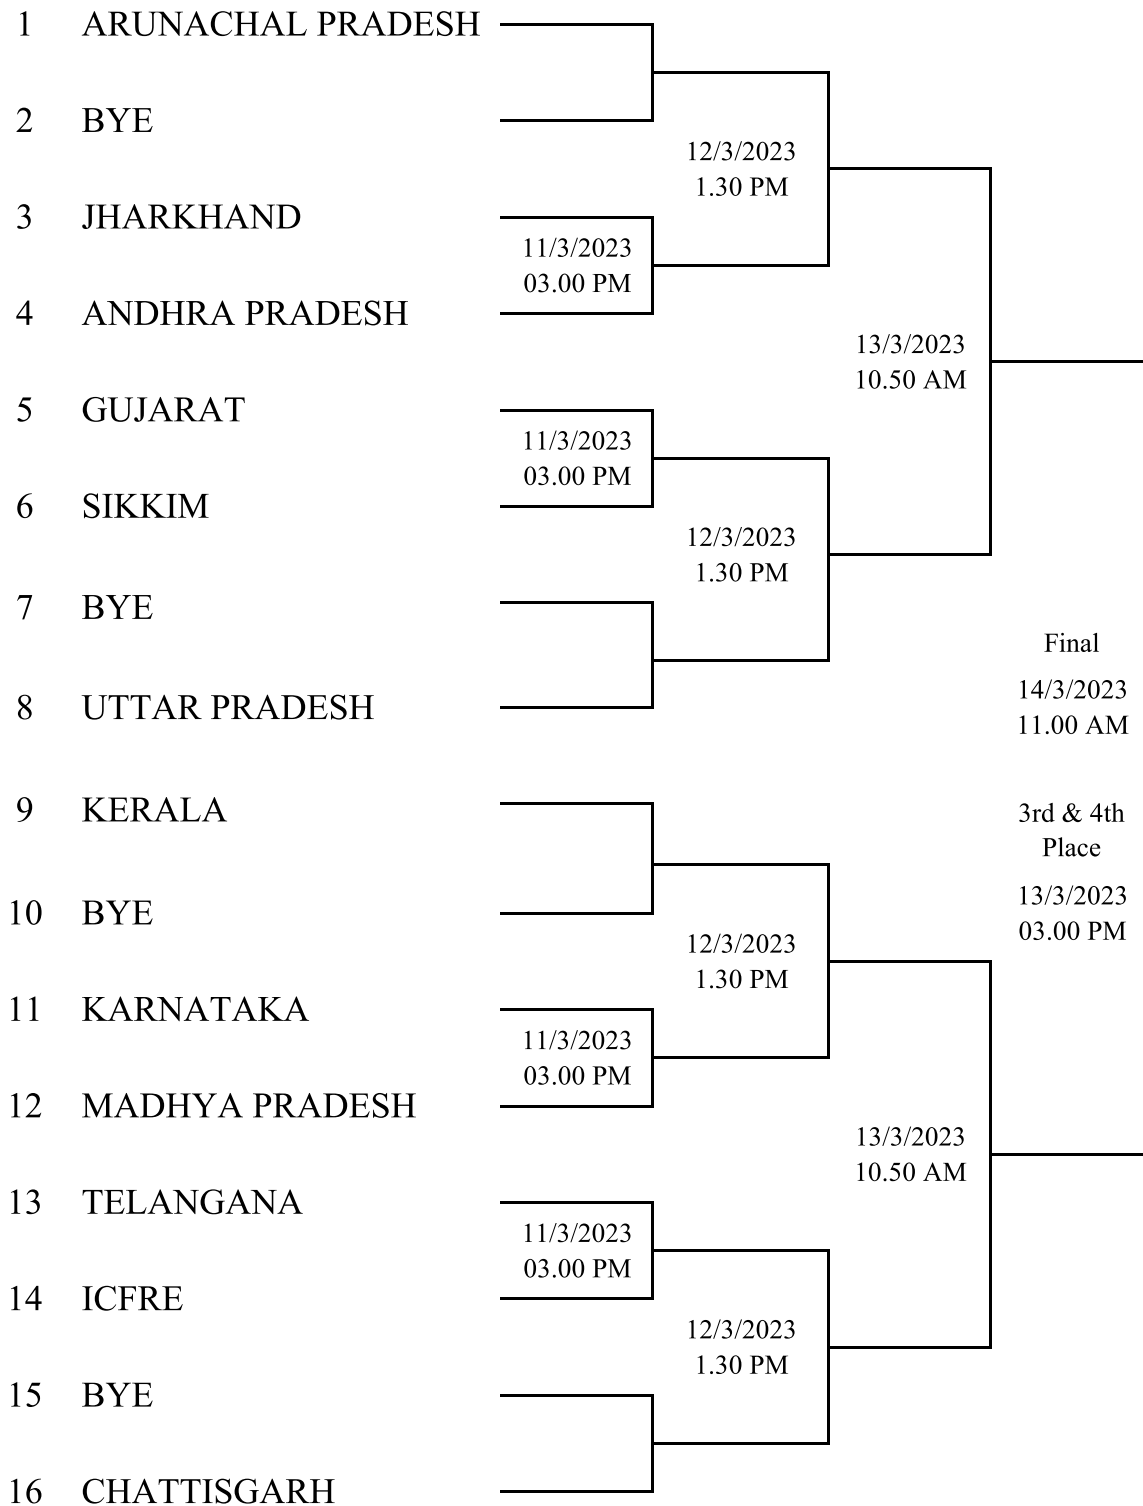 1 ARUNACHAL PRADESH
2 BYE
12/3/2023
1.30 PM
3 JHARKHAND
11/3/2023
03.00 PM
4 ANDHRA PRADESH
13/3/2023
10.50 AM
5 GUJARAT
11/3/2023
03.00 PM
6 SIKKIM
12/3/2023
1.30 PM
7 BYE
Final
14/3/2023
11.00 AM
8 UTTAR PRADESH
9 KERALA
3rd & 4th
Place
13/3/2023
03.00 PM
10 BYE
12/3/2023
1.30 PM
11 KARNATAKA
11/3/2023
03.00 PM
12 MADHYA PRADESH
13/3/2023
10.50 AM
13 TELANGANA
11/3/2023
03.00 PM
14 ICFRE
12/3/2023
1.30 PM
15 BYE
16 CHATTISGARH